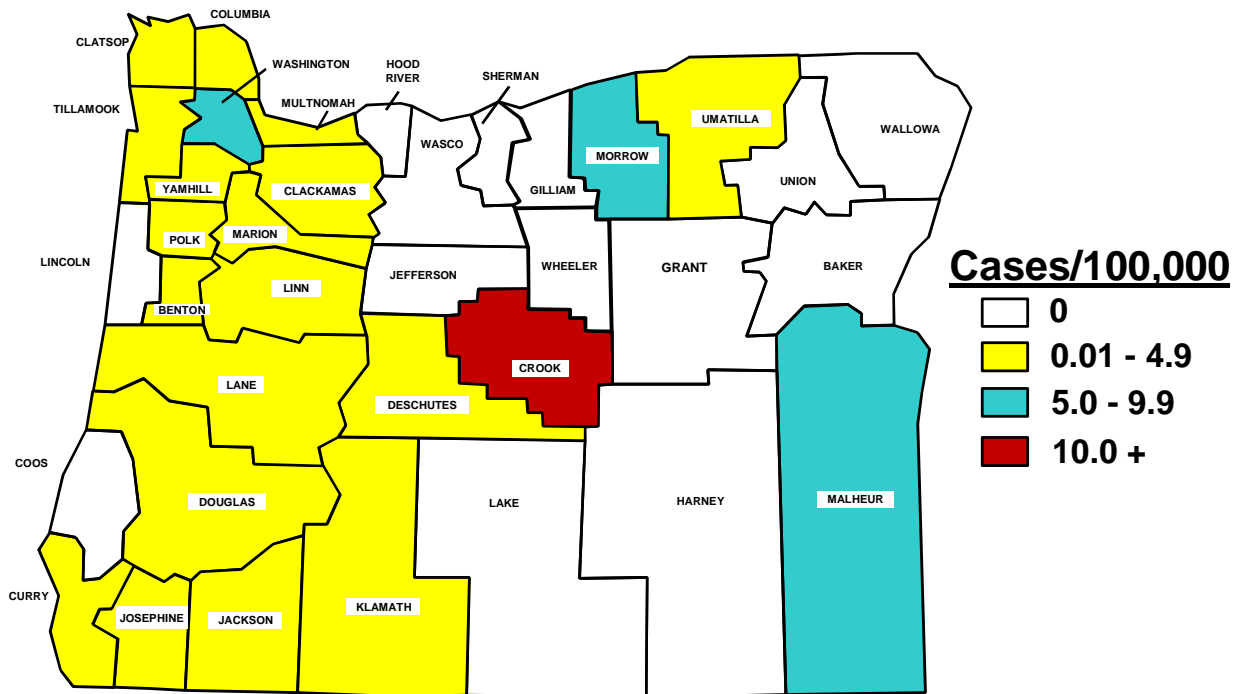 COLUMBIA
CLATSOP
WASHINGTON
HOOD
RIVER
SHERMAN
TILLAMOOK
MULTNOMAH
UMATILLA
WALLOWA
WASCO
MORROW
YAMHILL
CLACKAMAS
GILLIAM
UNION
POLK
MARION
LINCOLN
JEFFERSON
WHEELER
GRANT
BAKER
LINN
BENTON
CROOK
LANE
DESCHUTES
COOS
DOUGLAS
LAKE
HARNEY
MALHEUR
CURRY
JOSEPHINE
JACKSON
KLAMATH
Cases/100,000
0
0.01 - 4.9
5.0 - 9.9
10.0 +